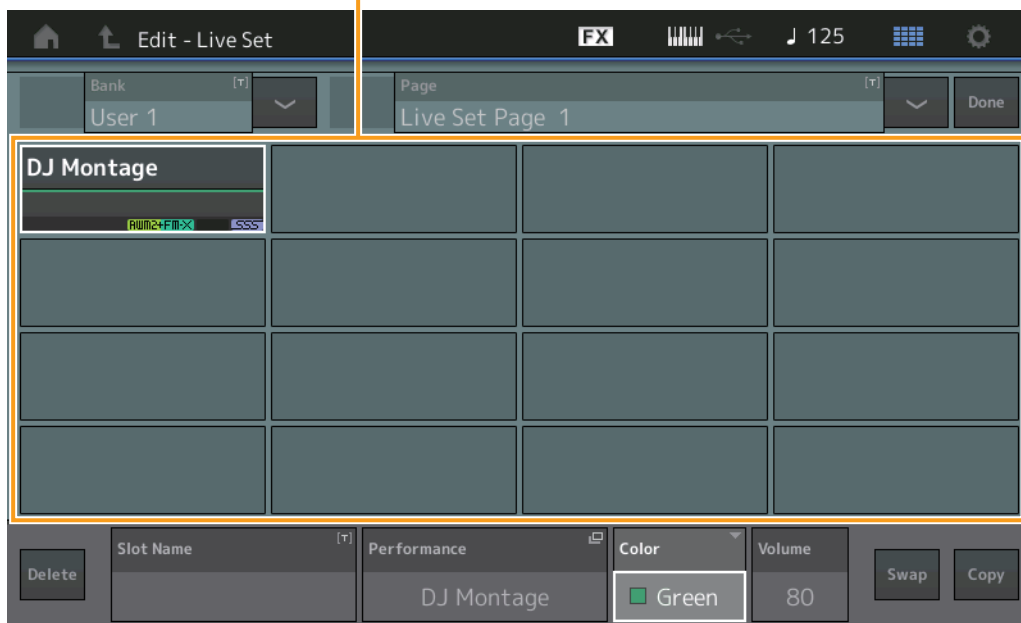 Edit - Live Set
FX
♩ 125
Bank [T]
User 1
Page [T]
Live Set Page 1
Done
DJ Montage
AWM2+FM-X SSS
Slot Name [T]
Performance
DJ Montage
Color
Green
Volume
80
Delete
Swap
Copy